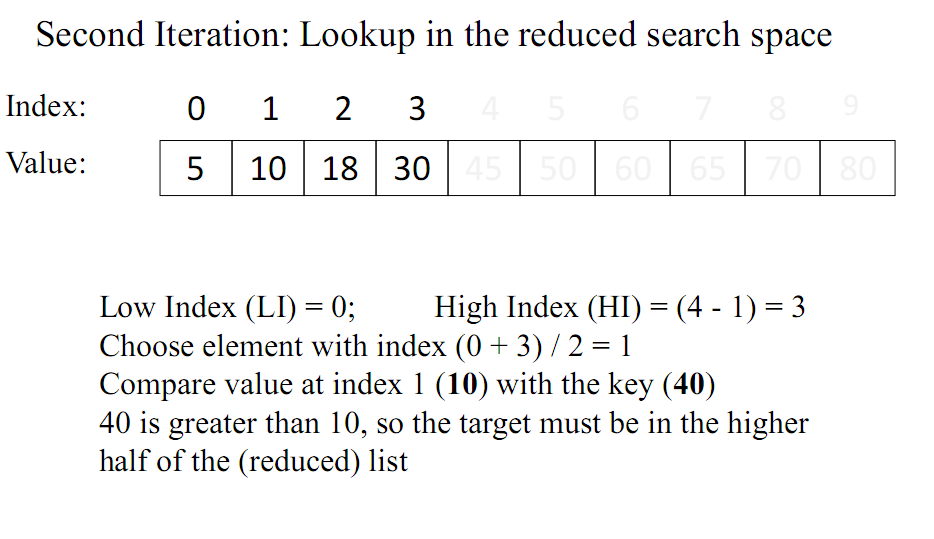 Second Iteration: Lookup in the reduced search space
Index: 0 1 2 3 4 5 6 7 8 9
Value: 5 10 18 30 45 50 60 65 70 80
Low Index (LI) = 0; High Index (HI) = (4 - 1) = 3
Choose element with index (0 + 3) / 2 = 1
Compare value at index 1 (10) with the key (40)
40 is greater than 10, so the target must be in the higher
half of the (reduced) list